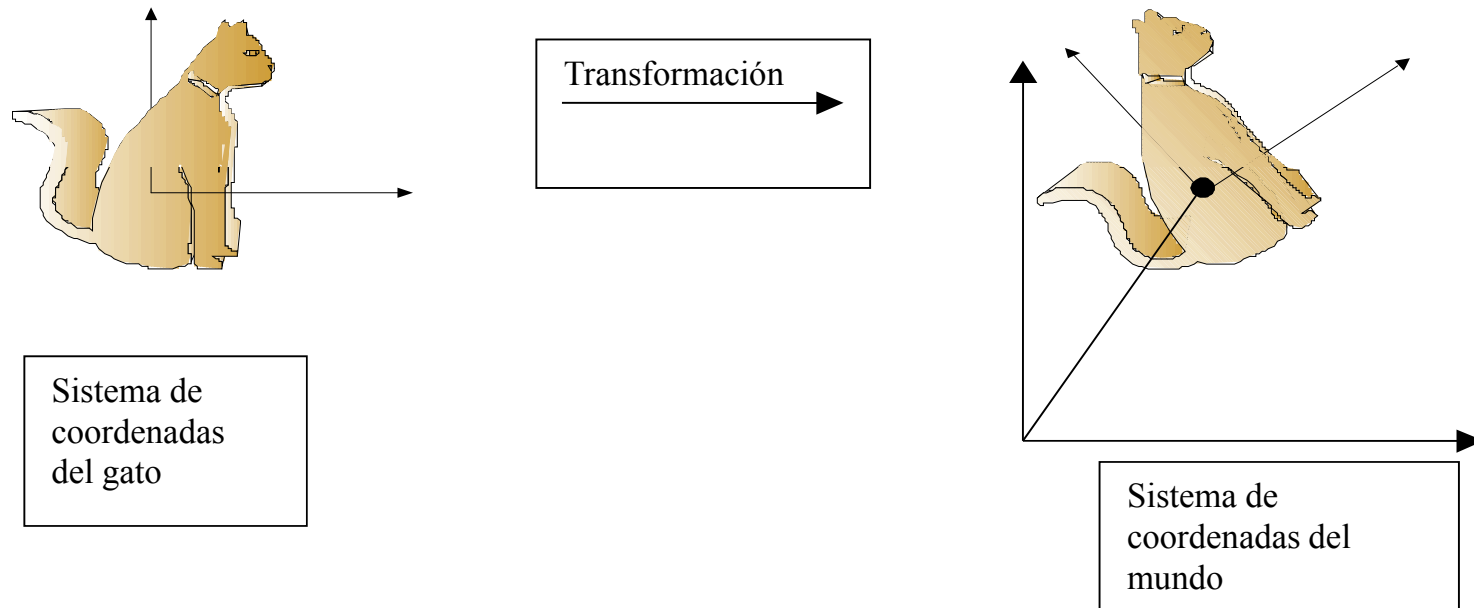 Transformación
Sistema de
coordenadas
del gato
Sistema de
coordenadas del
mundo